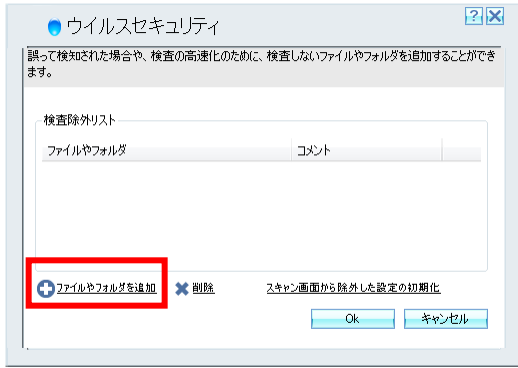 ウイルスセキュリティ
誤って検知された場合や、検査の高速化のために、検査しないファイルやフォルダを追加することができ
ます。
検査除外リスト
ファイルやフォルダ コメント
ファイルやフォルダを追加 削除 スキャン画面から除外した設定の初期化
Ok キャンセル